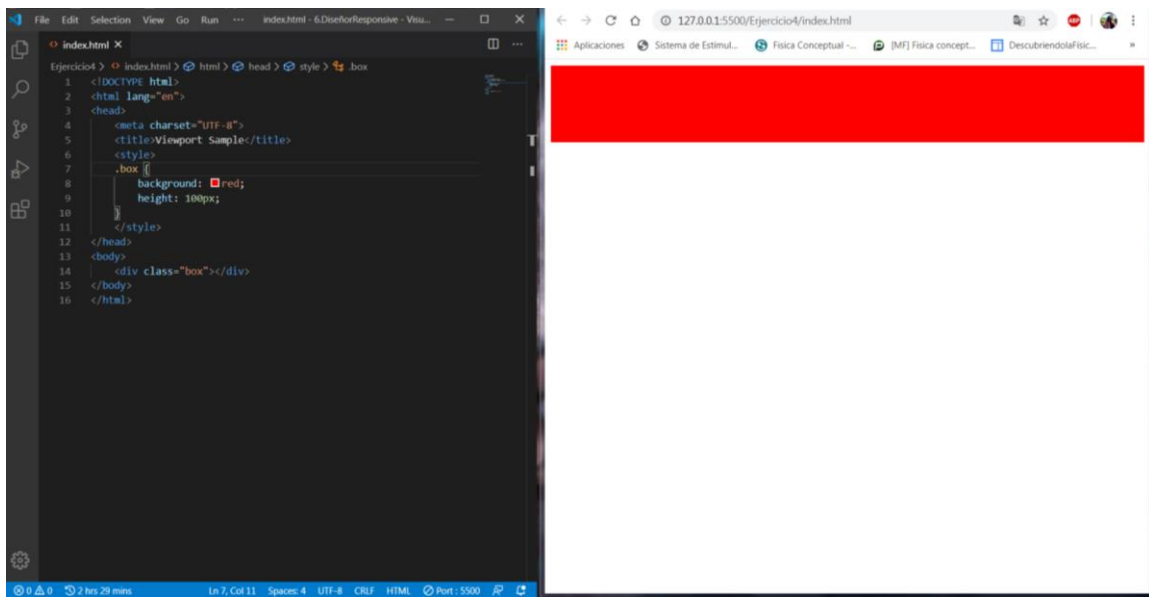 File Edit Selection View Go Run ··· index.html - 6.DiseñorResponsive - Visu...
index.html
Erjercicio4 > index.html > html > head > style > .box
1 <!DOCTYPE html>
2 <html lang="en">
3 <head>
4 <meta charset="UTF-8">
5 <title>Viewport Sample</title>
6 <style>
7 .box {
8 background: red;
9 height: 100px;
10 }
11 </style>
12 </head>
13 <body>
14 <div class="box"></div>
15 </body>
16 </html>
0 0 2 hrs 29 mins Ln 7, Col 11 Spaces: 4 UTF-8 CRLF HTML Port : 5500
127.0.0.1:5500/Erjercicio4/index.html
ABP
Aplicaciones Sistema de Estimul... Fisica Conceptual -... [MF] Fisica concept... DescubriendolaFisic... »